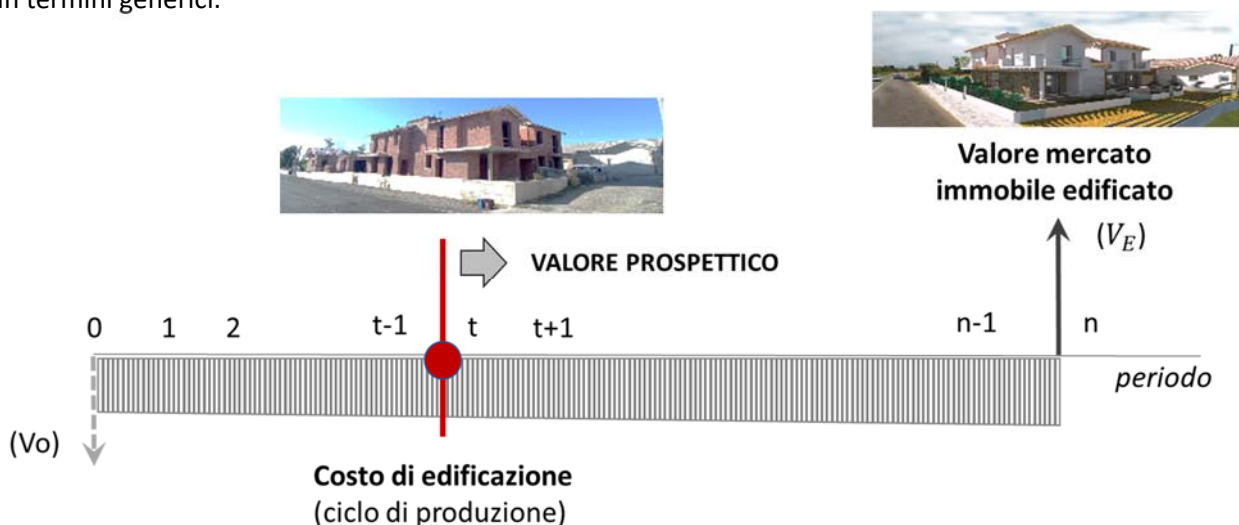 in termini generici.
Valore mercato
immobile edificato
(V_E)
VALORE PROSPETTICO
0 1 2 t-1 t t+1 n-1 n
periodo
(Vo)
Costo di edificazione
(ciclo di produzione)